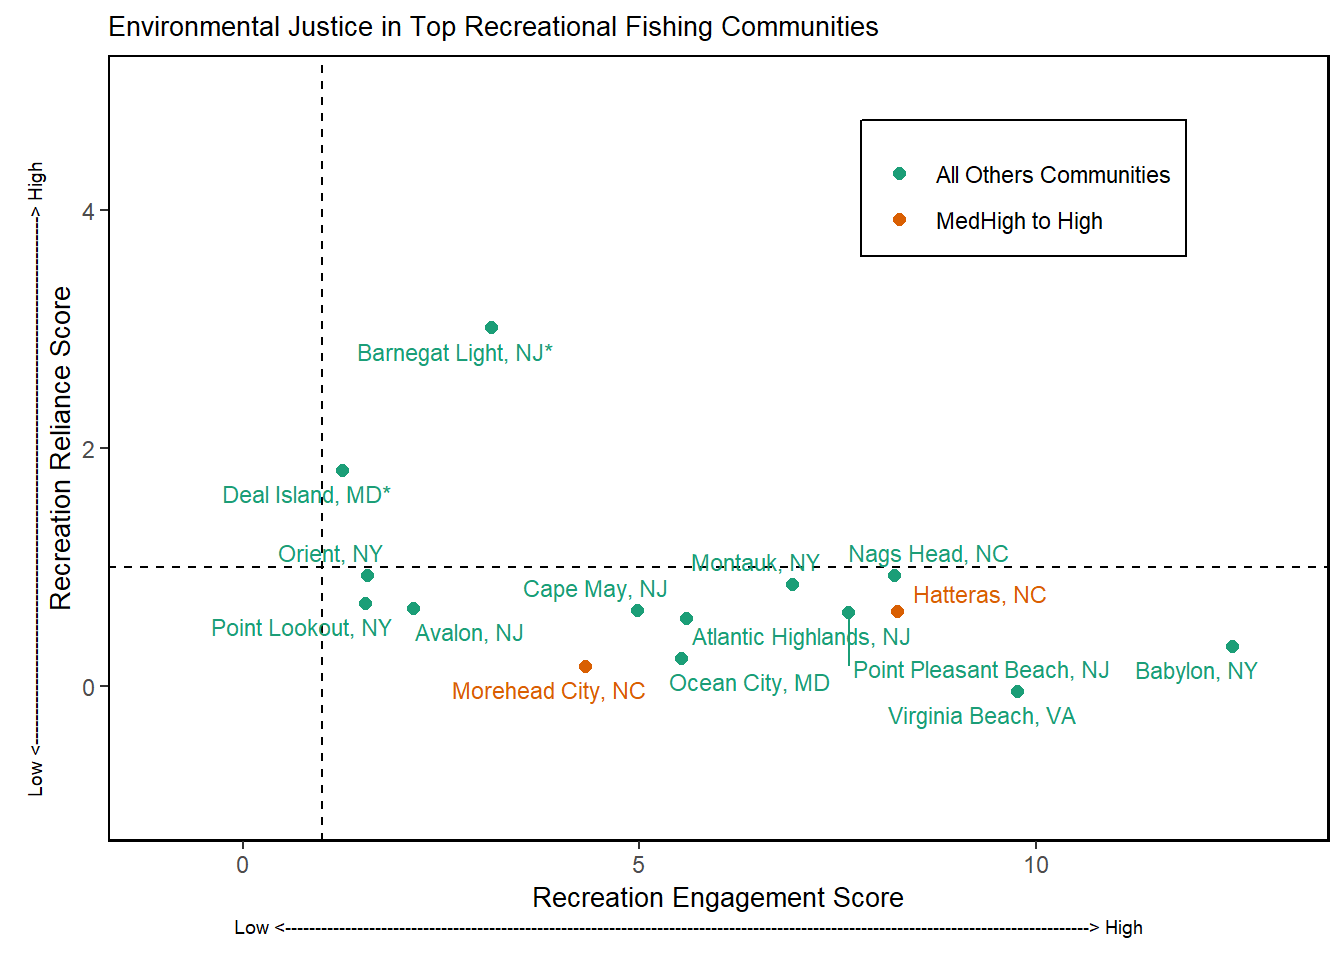 Environmental Justice in Top Recreational Fishing Communities
All Others Communities
MedHigh to High
Low <--------------------------------------------------------------------------------> High
Recreation Reliance Score
4
2
0
Barnegat Light, NJ*
Deal Island, MD*
Orient, NY
Montauk, NY
Nags Head, NC
Cape May, NJ
Hatteras, NC
Point Lookout, NY
Avalon, NJ
Atlantic Highlands, NJ
Point Pleasant Beach, NJ
Babylon, NY
Ocean City, MD
Morehead City, NC
Virginia Beach, VA
0
5
10
Recreation Engagement Score
Low <--------------------------------------------------------------------------------------------------------------------------------------> High